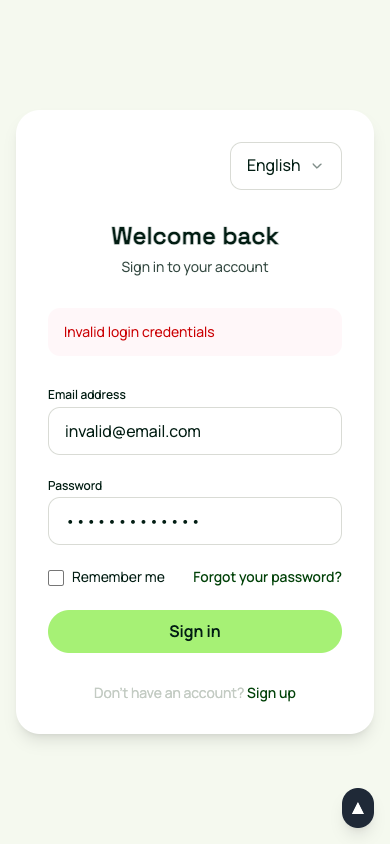 English
Welcome back
Sign in to your account
Invalid login credentials
Email address
invalid@email.com
Password
•••••••••••••
Remember me Forgot your password?
Sign in
Don't have an account? Sign up